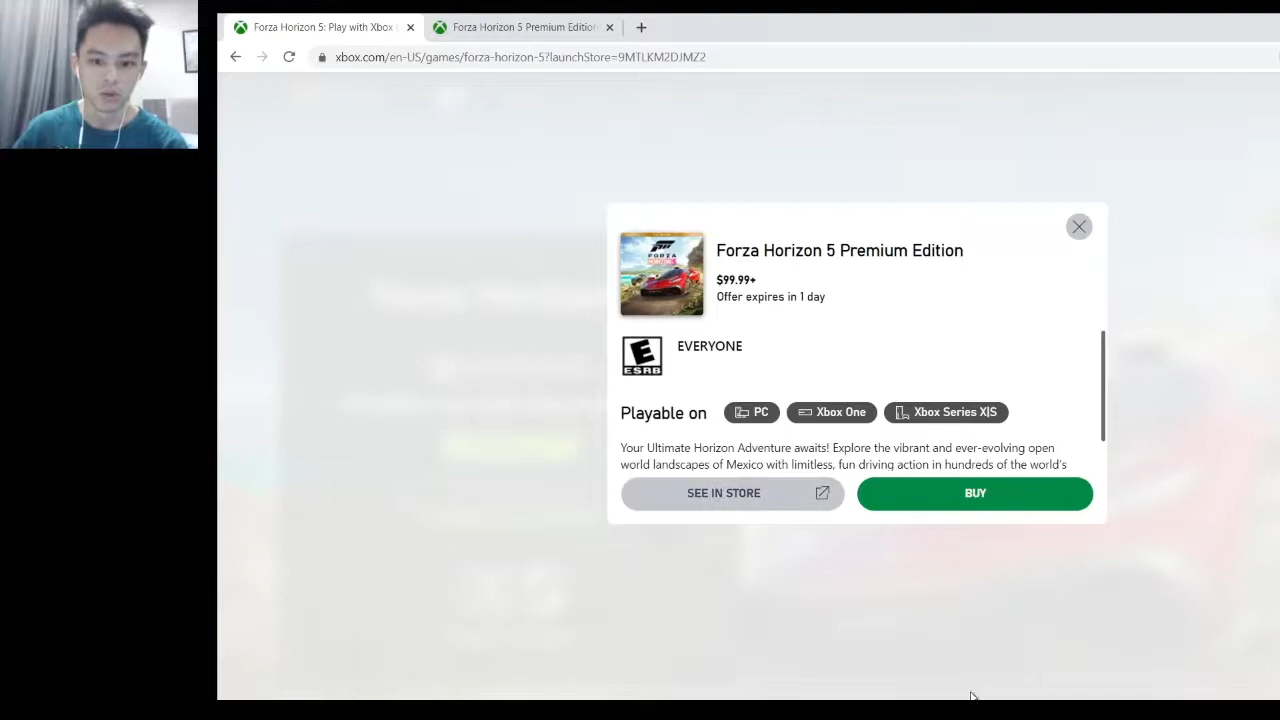 Forza Horizon 5: Play with Xbox
Forza Horizon 5 Premium Edition
xbox.com/en-US/games/forza-horizon-5?launchStore=9MTLKM2DJMZ2
FORZA
Forza Horizon 5 Premium Edition
$99.99+
Offer expires in 1 day
E
ESRB
EVERYONE
Playable on PC Xbox One Xbox Series X|S
Your Ultimate Horizon Adventure awaits! Explore the vibrant and ever-evolving open
world landscapes of Mexico with limitless, fun driving action in hundreds of the world's
SEE IN STORE BUY